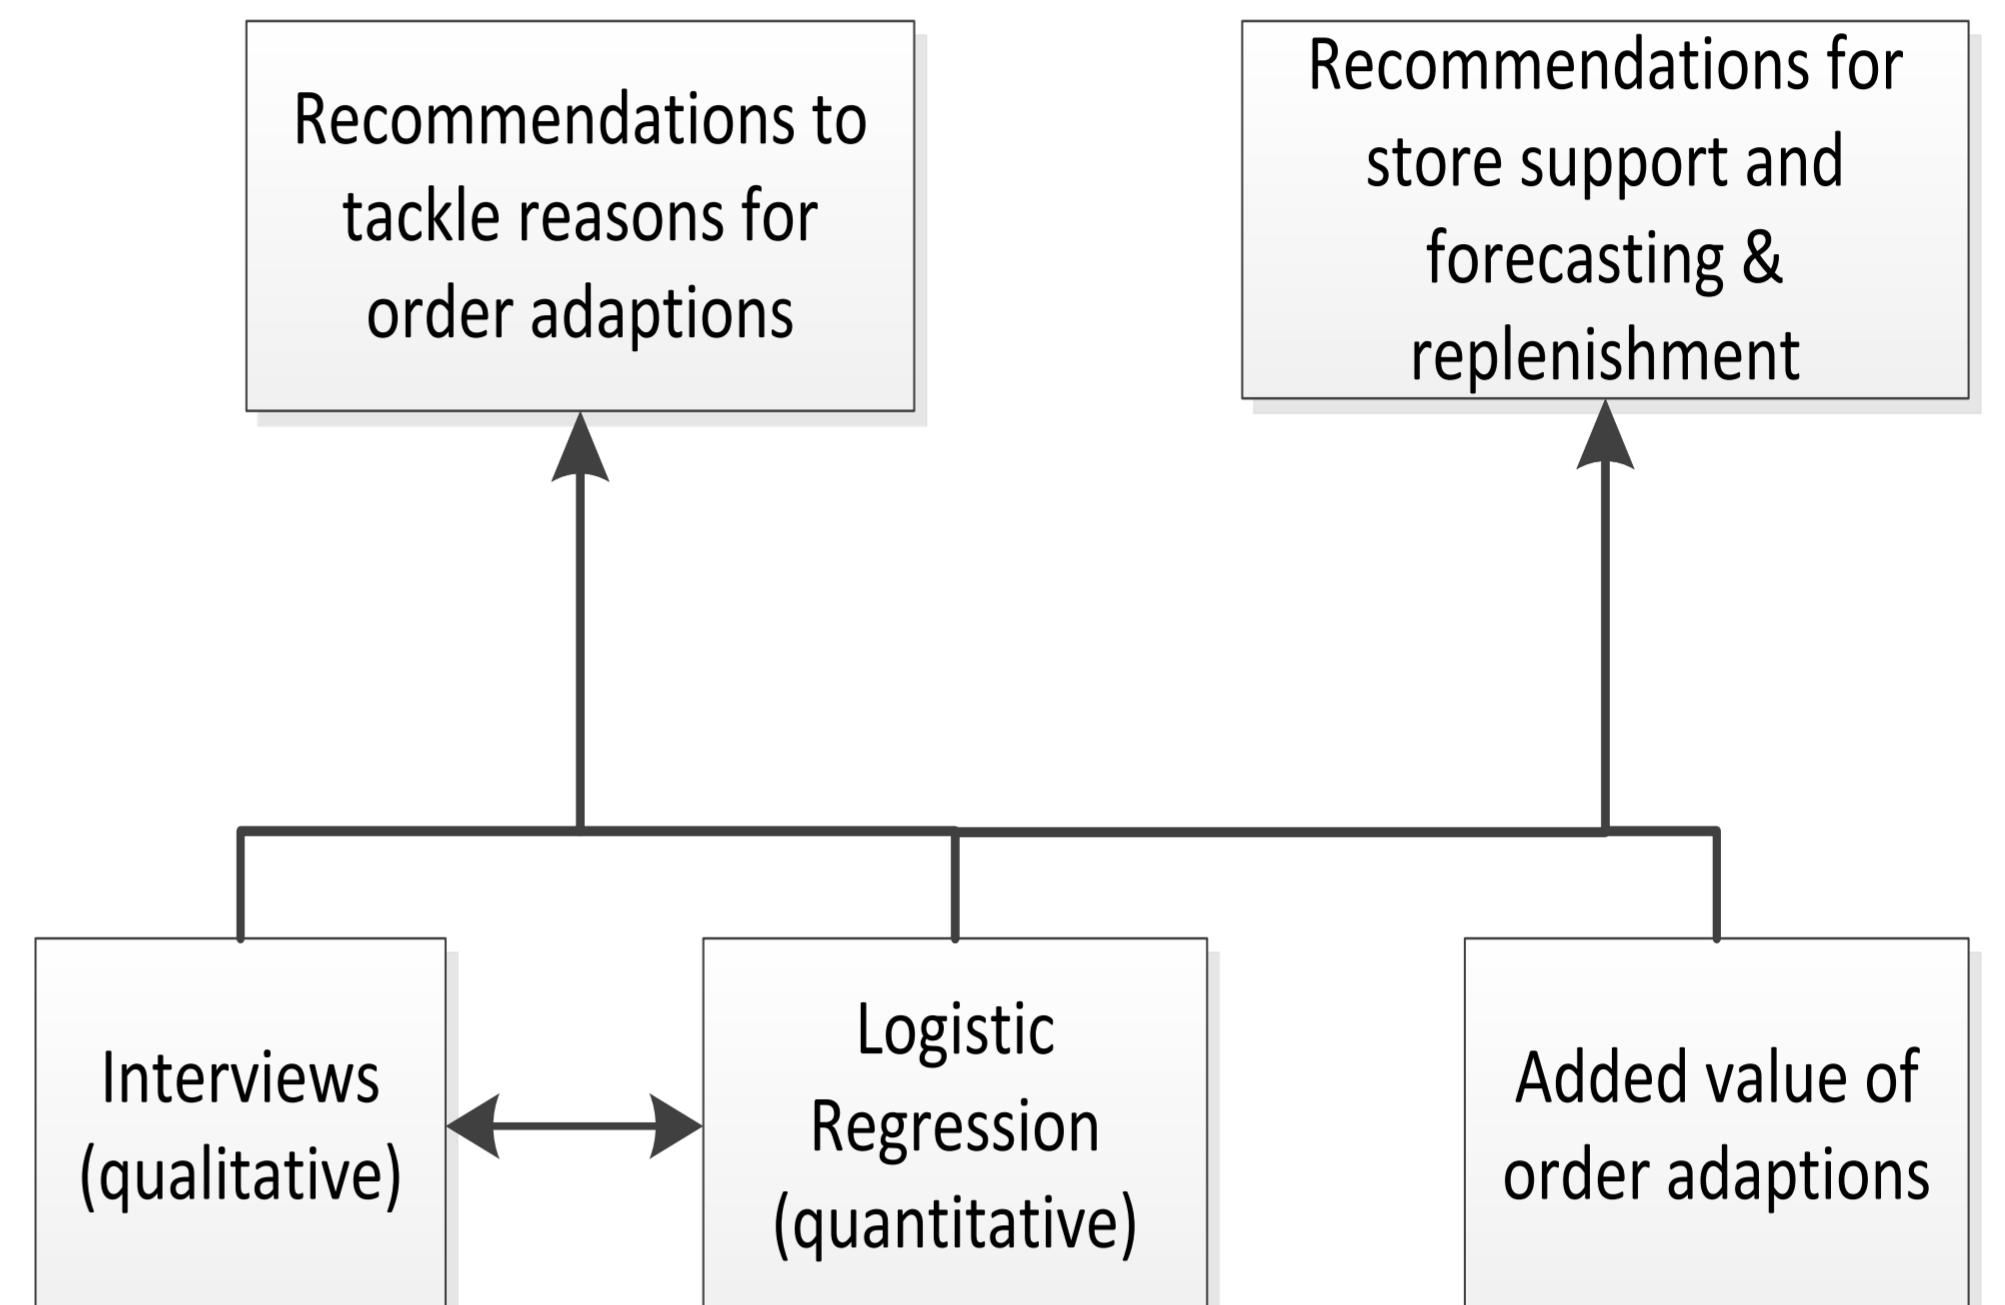 Recommendations to
tackle reasons for
order adaptions
Recommendations for
store support and
forecasting &
replenishment
Interviews
(qualitative)
Logistic
Regression
(quantitative)
Added value of
order adaptions